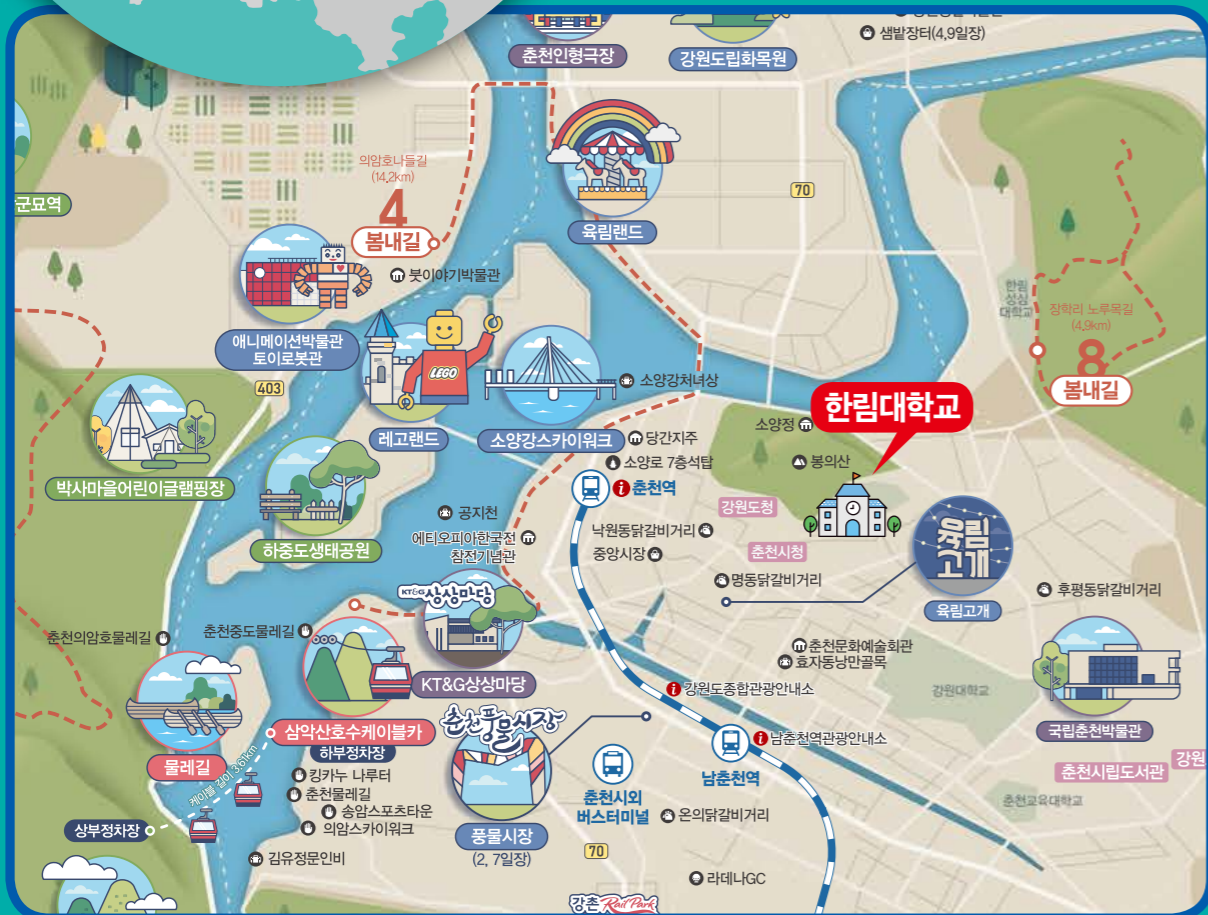 샘밭장터(4,9일장)
춘천인형극장
강원도립화목원
의암호나들길
(14.2km)
4
봄내길
70
군묘역
육림랜드
붓이야기박물관
한림
성심
대학교
장학리 노루목길
(4.9km)
8
봄내길
애니메이션박물관
토이로봇관
LEGO
403
소양강처녀상
한림대학교
레고랜드
소양강스카이워크
당간지주
소양정
소양로 7층석탑
봉의산
박사마을어린이글램핑장
춘천역
강원도청
공지천
하중도생태공원
에티오피아한국전
참전기념관
낙원동닭갈비거리
중앙시장
춘천시청
육림
고개
명동닭갈비거리
육림고개
후평동닭갈비거리
KT&G 상상마당
춘천의암호물레길
춘천중도물레길
춘천문화예술회관
효자동낭만골목
KT&G상상마당
강원도종합관광안내소
강원대학교
춘천풍물시장
국립춘천박물관
삼악산호수케이블카
하부정차장
남춘천역관광안내소
물레길
케이블 길이 3.61km
킹카누 나루터
춘천물레길
송암스포츠타운
의암스카이워크
남춘천역
춘천시립도서관
강원
춘천시외
버스터미널
온의닭갈비거리
춘천교육대학교
상부정차장
풍물시장
(2, 7일장)
70
김유정문인비
라데나GC
강촌 Rail Park